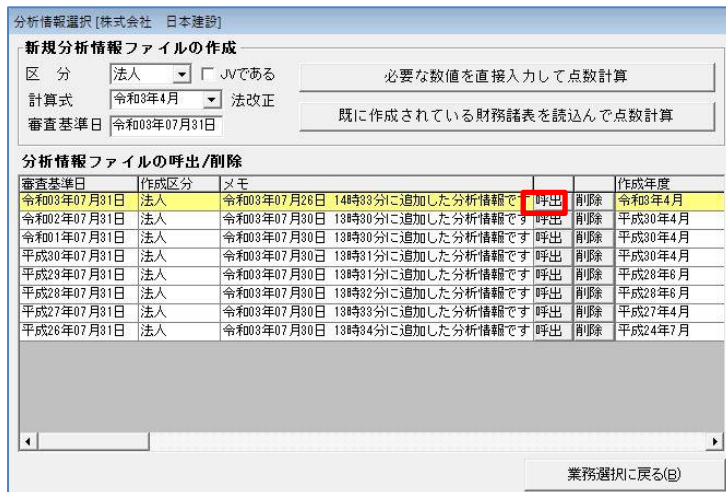 分析情報選択 [株式会社　日本建設]
新規分析情報ファイルの作成
区　分 法人 JVである
計算式 令和3年4月 法改正
審査基準日 令和03年07月31日
必要な数値を直接入力して点数計算
既に作成されている財務諸表を読込んで点数計算
分析情報ファイルの呼出/削除
審査基準日 作成区分 メモ 作成年度
令和03年07月31日 法人 令和03年07月26日 14時33分に追加した分析情報です 呼出 削除 令和3年4月
令和02年07月31日 法人 令和03年07月30日 13時30分に追加した分析情報です 呼出 削除 平成30年4月
令和01年07月31日 法人 令和03年07月30日 13時30分に追加した分析情報です 呼出 削除 平成30年4月
平成30年07月31日 法人 令和03年07月30日 13時31分に追加した分析情報です 呼出 削除 平成30年4月
平成29年07月31日 法人 令和03年07月30日 13時31分に追加した分析情報です 呼出 削除 平成28年6月
平成28年07月31日 法人 令和03年07月30日 13時32分に追加した分析情報です 呼出 削除 平成28年6月
平成27年07月31日 法人 令和03年07月30日 13時33分に追加した分析情報です 呼出 削除 平成27年4月
平成26年07月31日 法人 令和03年07月30日 13時34分に追加した分析情報です 呼出 削除 平成24年7月
業務選択に戻る(B)